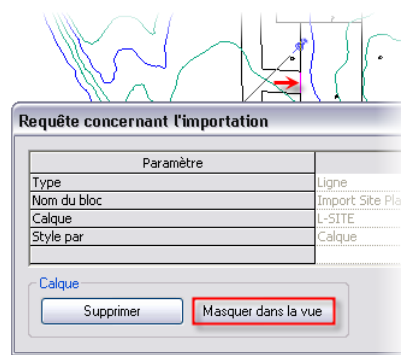 Requête concernant l'importation
Paramètre
Type Ligne
Nom du bloc Import Site Pla
Calque L-SITE
Style par Calque
Calque
Supprimer Masquer dans la vue